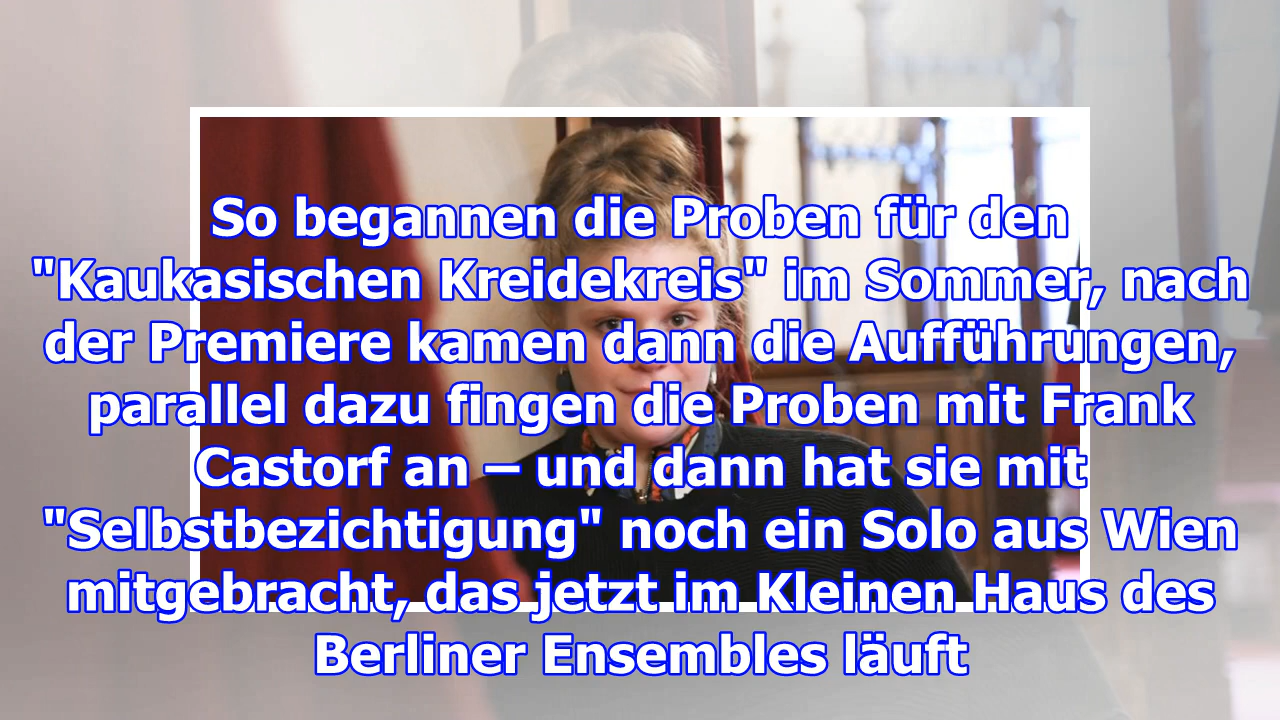 So begannen die Proben für den
"Kaukasischen Kreidekreis" im Sommer, nach
der Premiere kamen dann die Aufführungen,
parallel dazu fingen die Proben mit Frank
Castorf an – und dann hat sie mit
"Selbstbezichtigung" noch ein Solo aus Wien
mitgebracht, das jetzt im Kleinen Haus des
Berliner Ensembles läuft